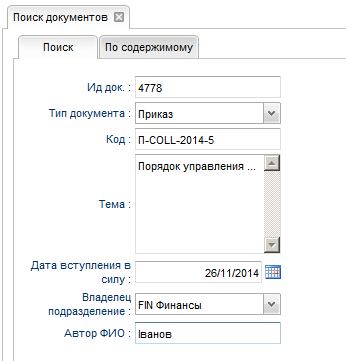 Поиск документов
Поиск
По содержимому
Ид док. : 4778
Тип документа : Приказ
Код : П-COLL-2014-5
Тема : Порядок управления ...
Дата вступления в
силу : 26/11/2014
Владелец
подразделение : FIN Финансы
Автор ФИО : Іванов